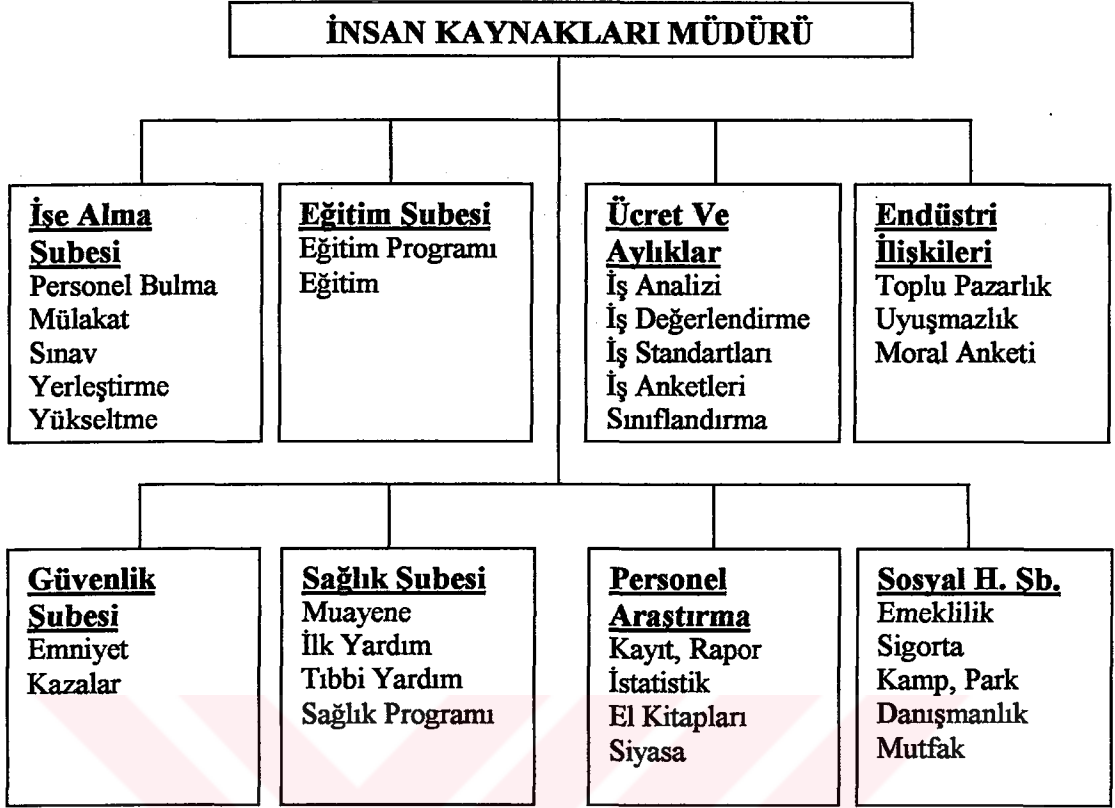 İNSAN KAYNAKLARI MÜDÜRÜ
İşe Alma
Şubesi
Personel Bulma
Mülakat
Sınav
Yerleştirme
Yükseltme
Eğitim Şubesi
Eğitim Programı
Eğitim
Ücret Ve
Aylıklar
İş Analizi
İş Değerlendirme
İş Standartları
İş Anketleri
Sınıflandırma
Endüstri
İlişkileri
Toplu Pazarlık
Uyuşmazlık
Moral Anketi
Güvenlik
Şubesi
Emniyet
Kazalar
Sağlık Şubesi
Muayene
İlk Yardım
Tıbbi Yardım
Sağlık Programı
Personel
Araştırma
Kayıt, Rapor
İstatistik
El Kitapları
Siyasa
Sosyal H. Şb.
Emeklilik
Sigorta
Kamp, Park
Danışmanlık
Mutfak